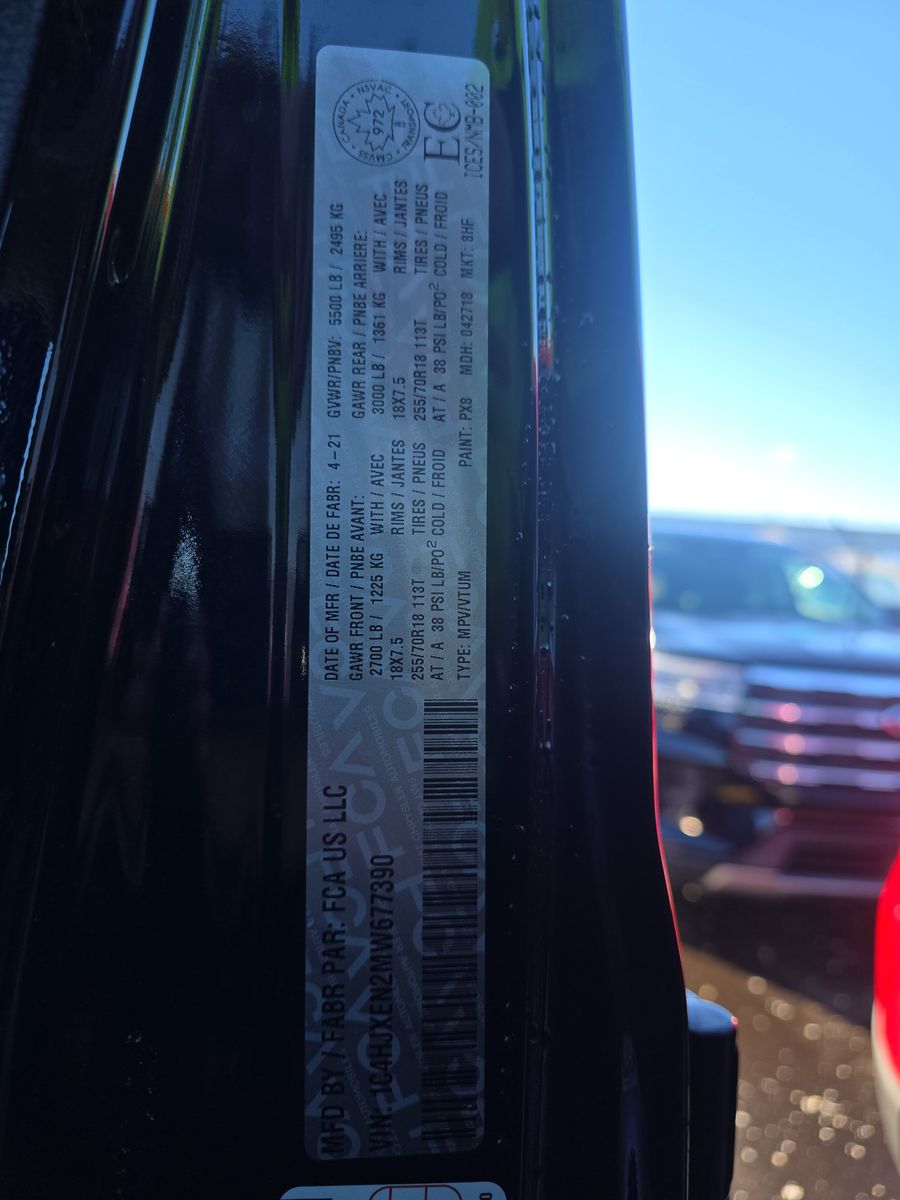 MFD BY / FABR PAR: FCA US LLC
VIN: 1C4HJXEN2MW677390
DATE OF MFR / DATE DE FABR: 4-21 GVWR/PNBV: 5500 LB / 2495 KG
GAWR FRONT / PNBE AVANT: GAWR REAR / PNBE ARRIERE:
2700 LB / 1225 KG WITH / AVEC 3000 LB / 1361 KG WITH / AVEC
18X7.5 RIMS / JANTES 18X7.5 RIMS / JANTES
255/70R18 113T TIRES / PNEUS 255/70R18 113T TIRES / PNEUS
AT / A 38 PSI LB/PO² COLD / FROID AT / A 38 PSI LB/PO² COLD / FROID
TYPE: MPV/VTUM PAINT: PX8 MDH: 042718 MKT: 8HF
CANADA • NSVAC • TRANSPORT • CMVSS
972
EC
ICES/NMB-002